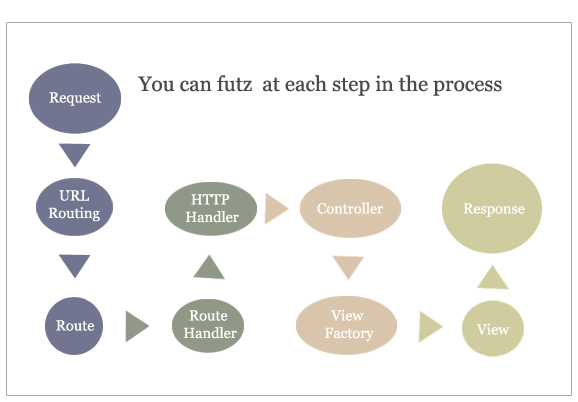 You can futz  at each step in the process
Request
URL
Routing
Route
Route
Handler
HTTP
Handler
Controller
View
Factory
View
Response